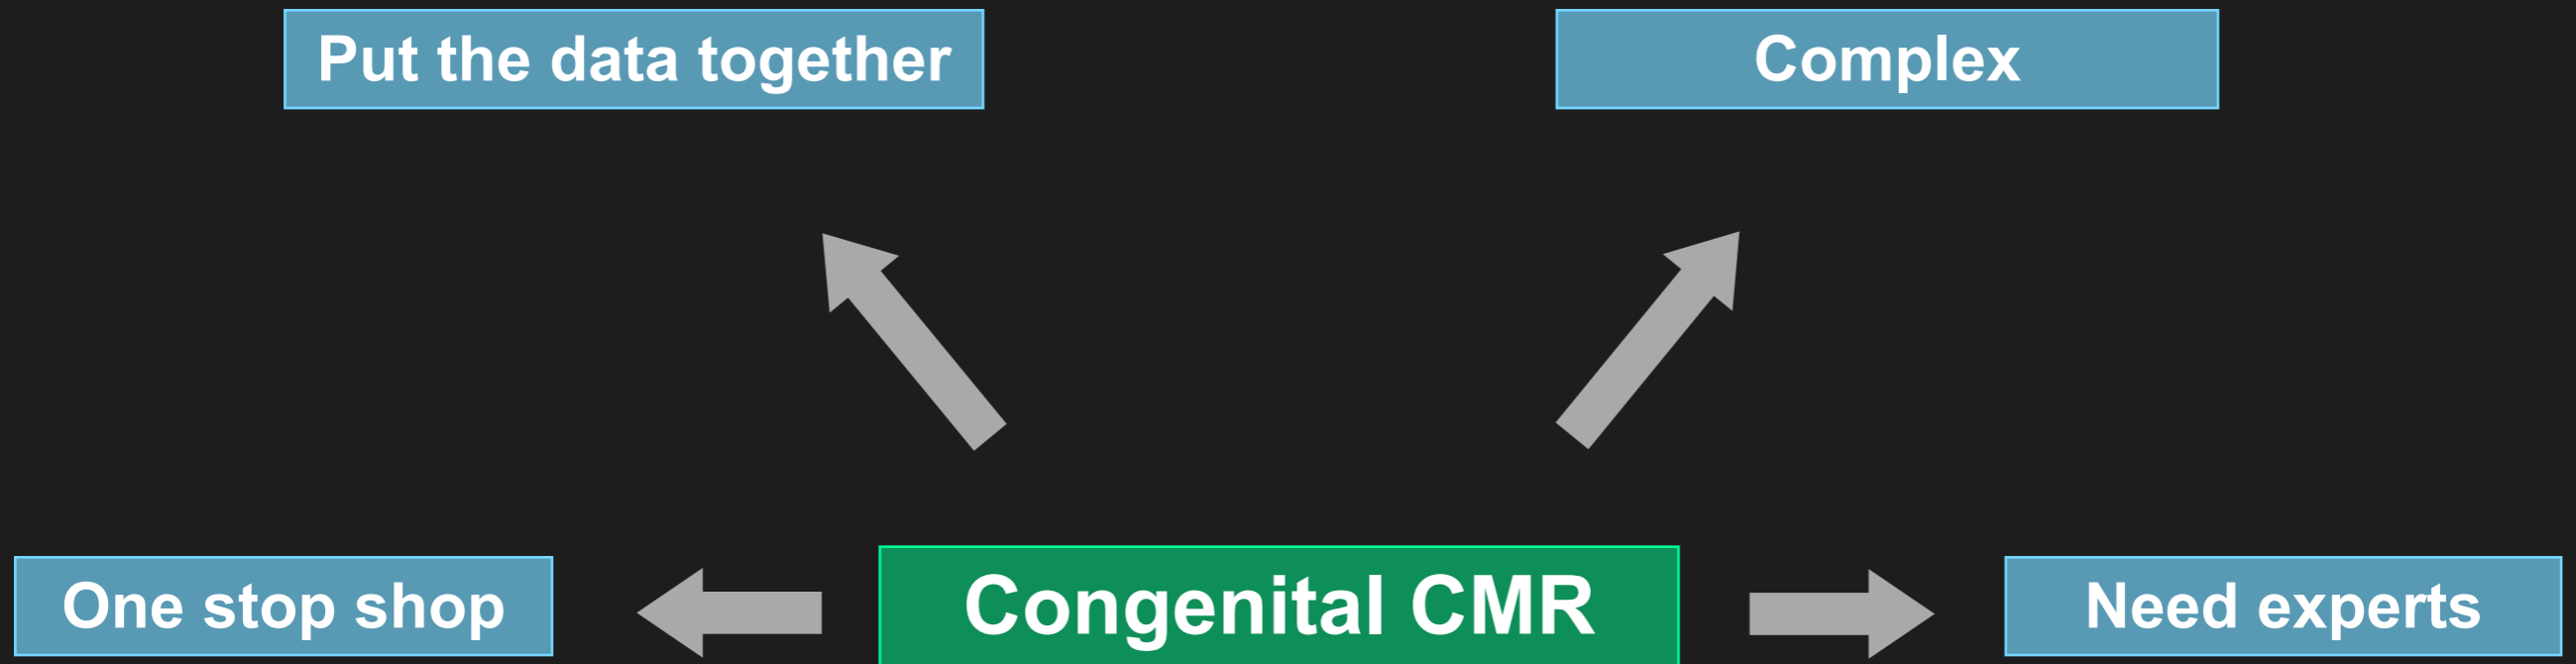 Put the data together
Complex
One stop shop
Congenital CMR
Need experts